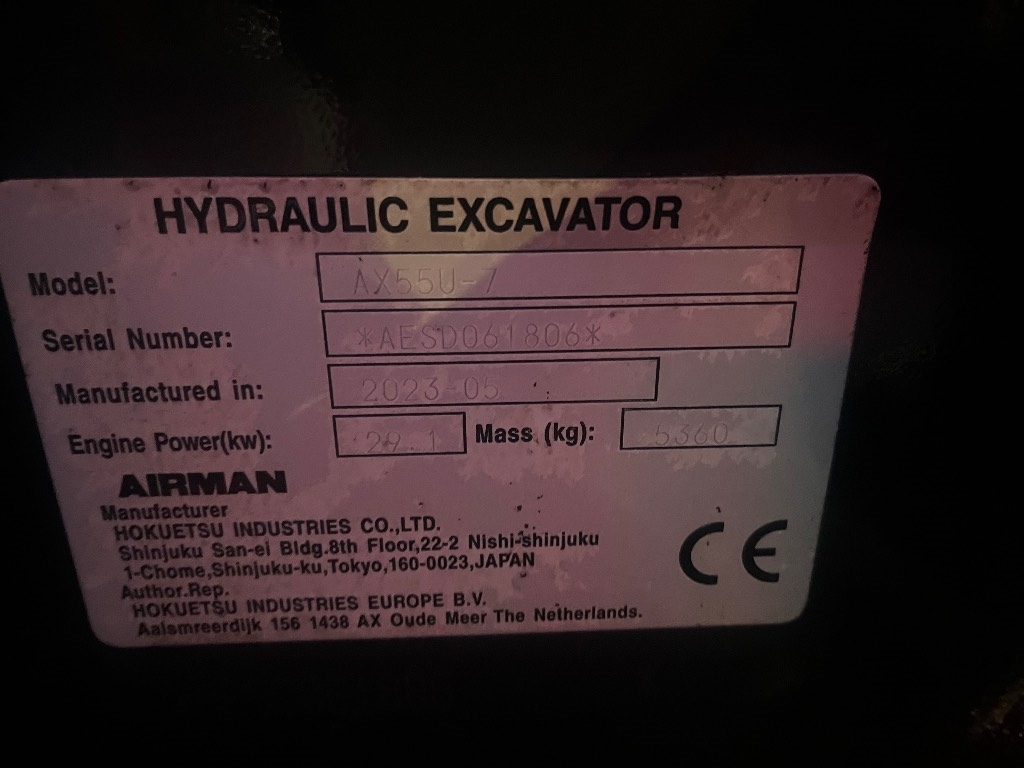 HYDRAULIC EXCAVATOR
Model: AX55U-7
Serial Number: *AESD061806*
Manufactured in: 2023-05
Engine Power(kw): 29.1 Mass (kg): 5360
AIRMAN
Manufacturer
HOKUETSU INDUSTRIES CO.,LTD.
Shinjuku San-ei Bldg.8th Floor,22-2 Nishi-shinjuku
1-Chome,Shinjuku-ku,Tokyo,160-0023,JAPAN
Author.Rep.
HOKUETSU INDUSTRIES EUROPE B.V.
Aalsmreerdijk 156 1438 AX Oude Meer The Netherlands.
CE